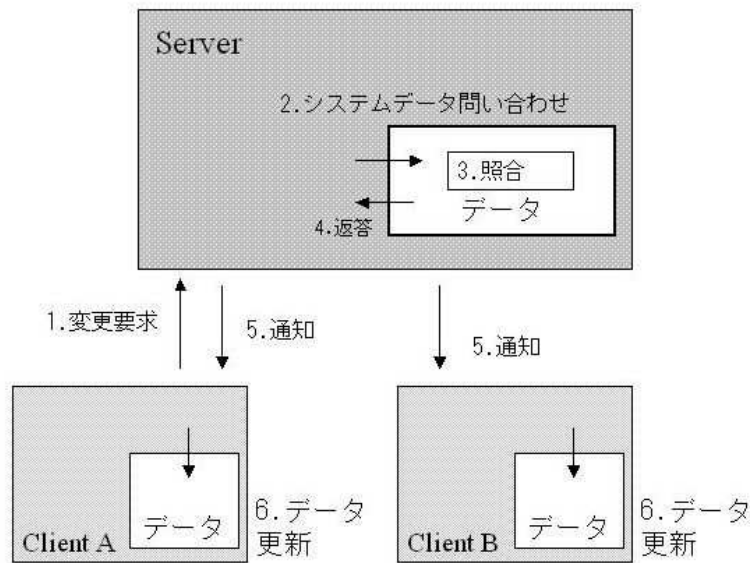 Server
2.システムデータ問い合わせ
3.照合
データ
4.返答
1.変更要求
5.通知
5.通知
データ
Client A
6.データ
更新
データ
Client B
6.データ
更新